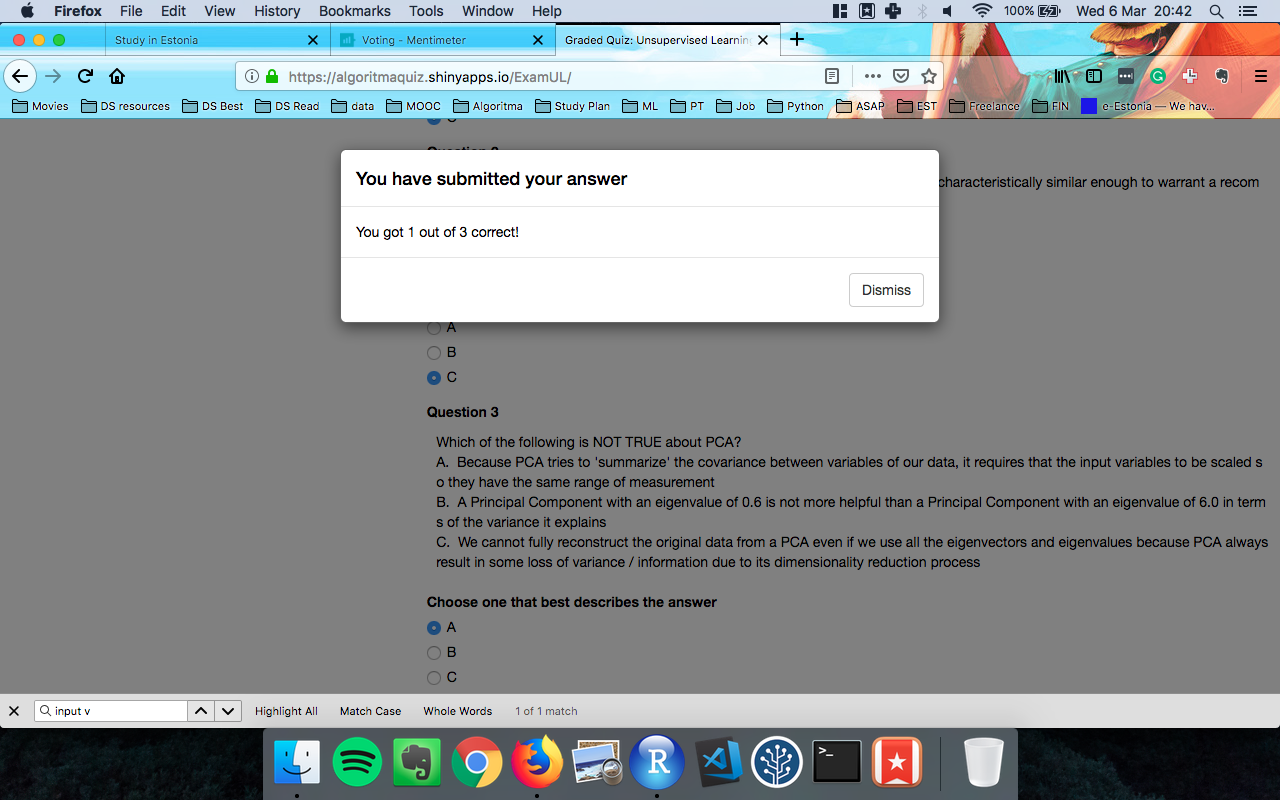 Firefox File Edit View History Bookmarks Tools Window Help 100% Wed 6 Mar 20:42
Study in Estonia Voting - Mentimeter Graded Quiz: Unsupervised Learnin
https://algoritmaquiz.shinyapps.io/ExamUL/
Movies DS resources DS Best DS Read data MOOC Algoritma Study Plan ML PT Job Python ASAP EST Freelance FIN e-Estonia — We hav...
You have submitted your answer
characteristically similar enough to warrant a recom
You got 1 out of 3 correct!
Dismiss
A
B
C
Question 3
Which of the following is NOT TRUE about PCA?
A. Because PCA tries to 'summarize' the covariance between variables of our data, it requires that the input variables to be scaled s
o they have the same range of measurement
B. A Principal Component with an eigenvalue of 0.6 is not more helpful than a Principal Component with an eigenvalue of 6.0 in term
s of the variance it explains
C. We cannot fully reconstruct the original data from a PCA even if we use all the eigenvectors and eigenvalues because PCA always
result in some loss of variance / information due to its dimensionality reduction process
Choose one that best describes the answer
A
B
C
input v Highlight All Match Case Whole Words 1 of 1 match
R
>_